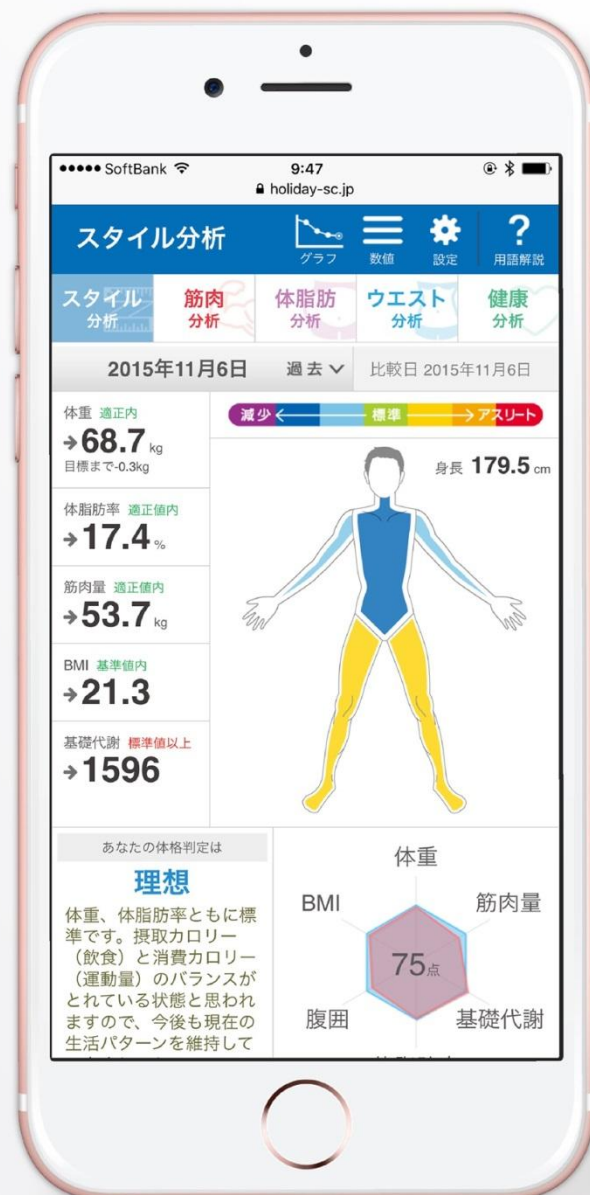 ●●●●● SoftBank 9:47
holiday-sc.jp
スタイル分析
グラフ 数値 設定 ? 用語解説
スタイル分析 筋肉分析 体脂肪分析 ウエスト分析 健康分析
2015年11月6日 過去 比較日 2015年11月6日
体重 適正内
→68.7 kg
目標まで-0.3kg
体脂肪率 適正値内
→17.4 %
筋肉量 適正値内
→53.7 kg
BMI 基準値内
→21.3
基礎代謝 標準値以上
→1596
減少 ← 標準 → アスリート
身長 179.5 cm
あなたの体格判定は
理想
体重、体脂肪率ともに標
準です。摂取カロリー
（飲食）と消費カロリー
（運動量）のバランスが
とれている状態と思われ
ますので、今後も現在の
生活パターンを維持して
体重
BMI
筋肉量
75点
腹囲
基礎代謝